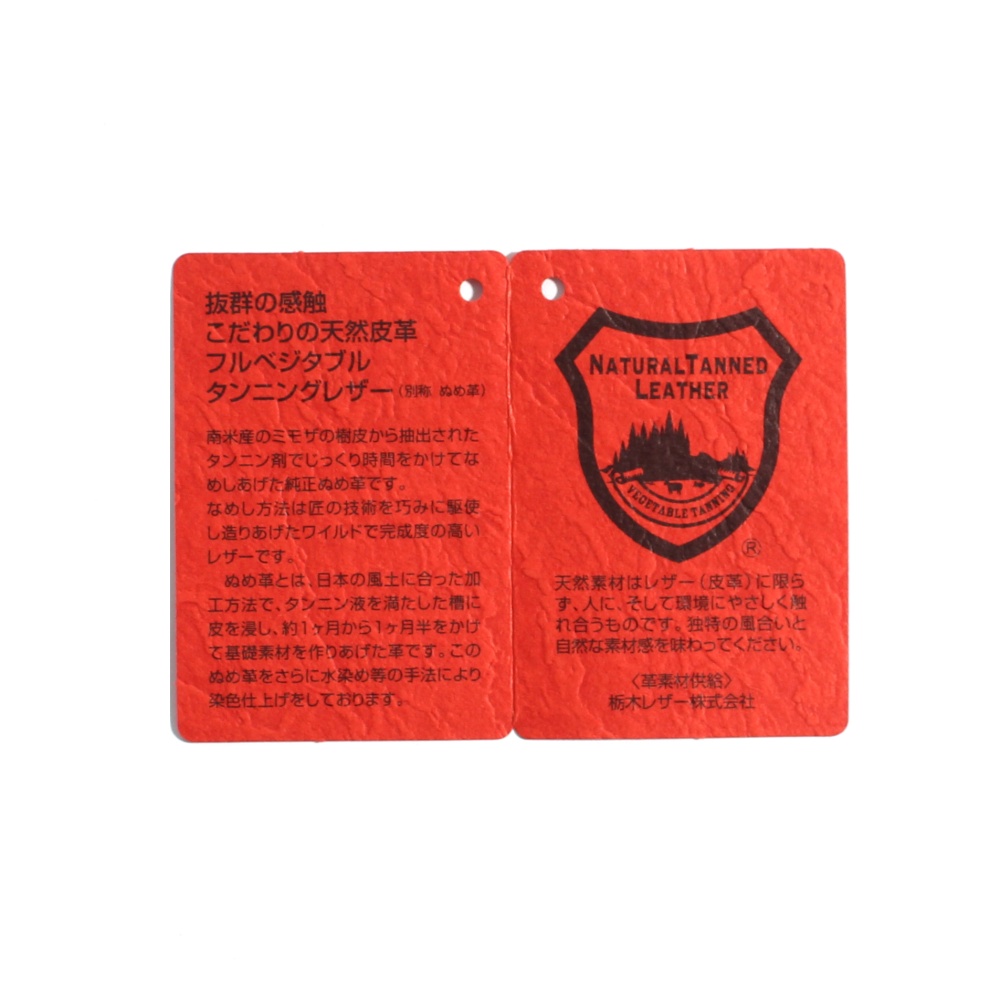 抜群の感触
こだわりの天然皮革
フルベジタブル
タンニングレザー（別称 ぬめ革）
南米産のミモザの樹皮から抽出された
タンニン剤でじっくり時間をかけてな
めしあげた純正ぬめ革です。
なめし方法は匠の技術を巧みに駆使
し造りあげたワイルドで完成度の高い
レザーです。
ぬめ革とは、日本の風土に合った加
工方法で、タンニン液を満たした槽に
皮を浸し、約1ヶ月から1ヶ月半をかけ
て基礎素材を作りあげた革です。この
ぬめ革をさらに水染め等の手法により
染色仕上げをしております。
NATURALTANNED
LEATHER
VEGETABLE TANNING
®
天然素材はレザー（皮革）に限ら
ず、人に、そして環境にやさしく触
れ合うものです。独特の風合いと
自然な素材感を味わってください。
〈革素材供給〉
栃木レザー株式会社